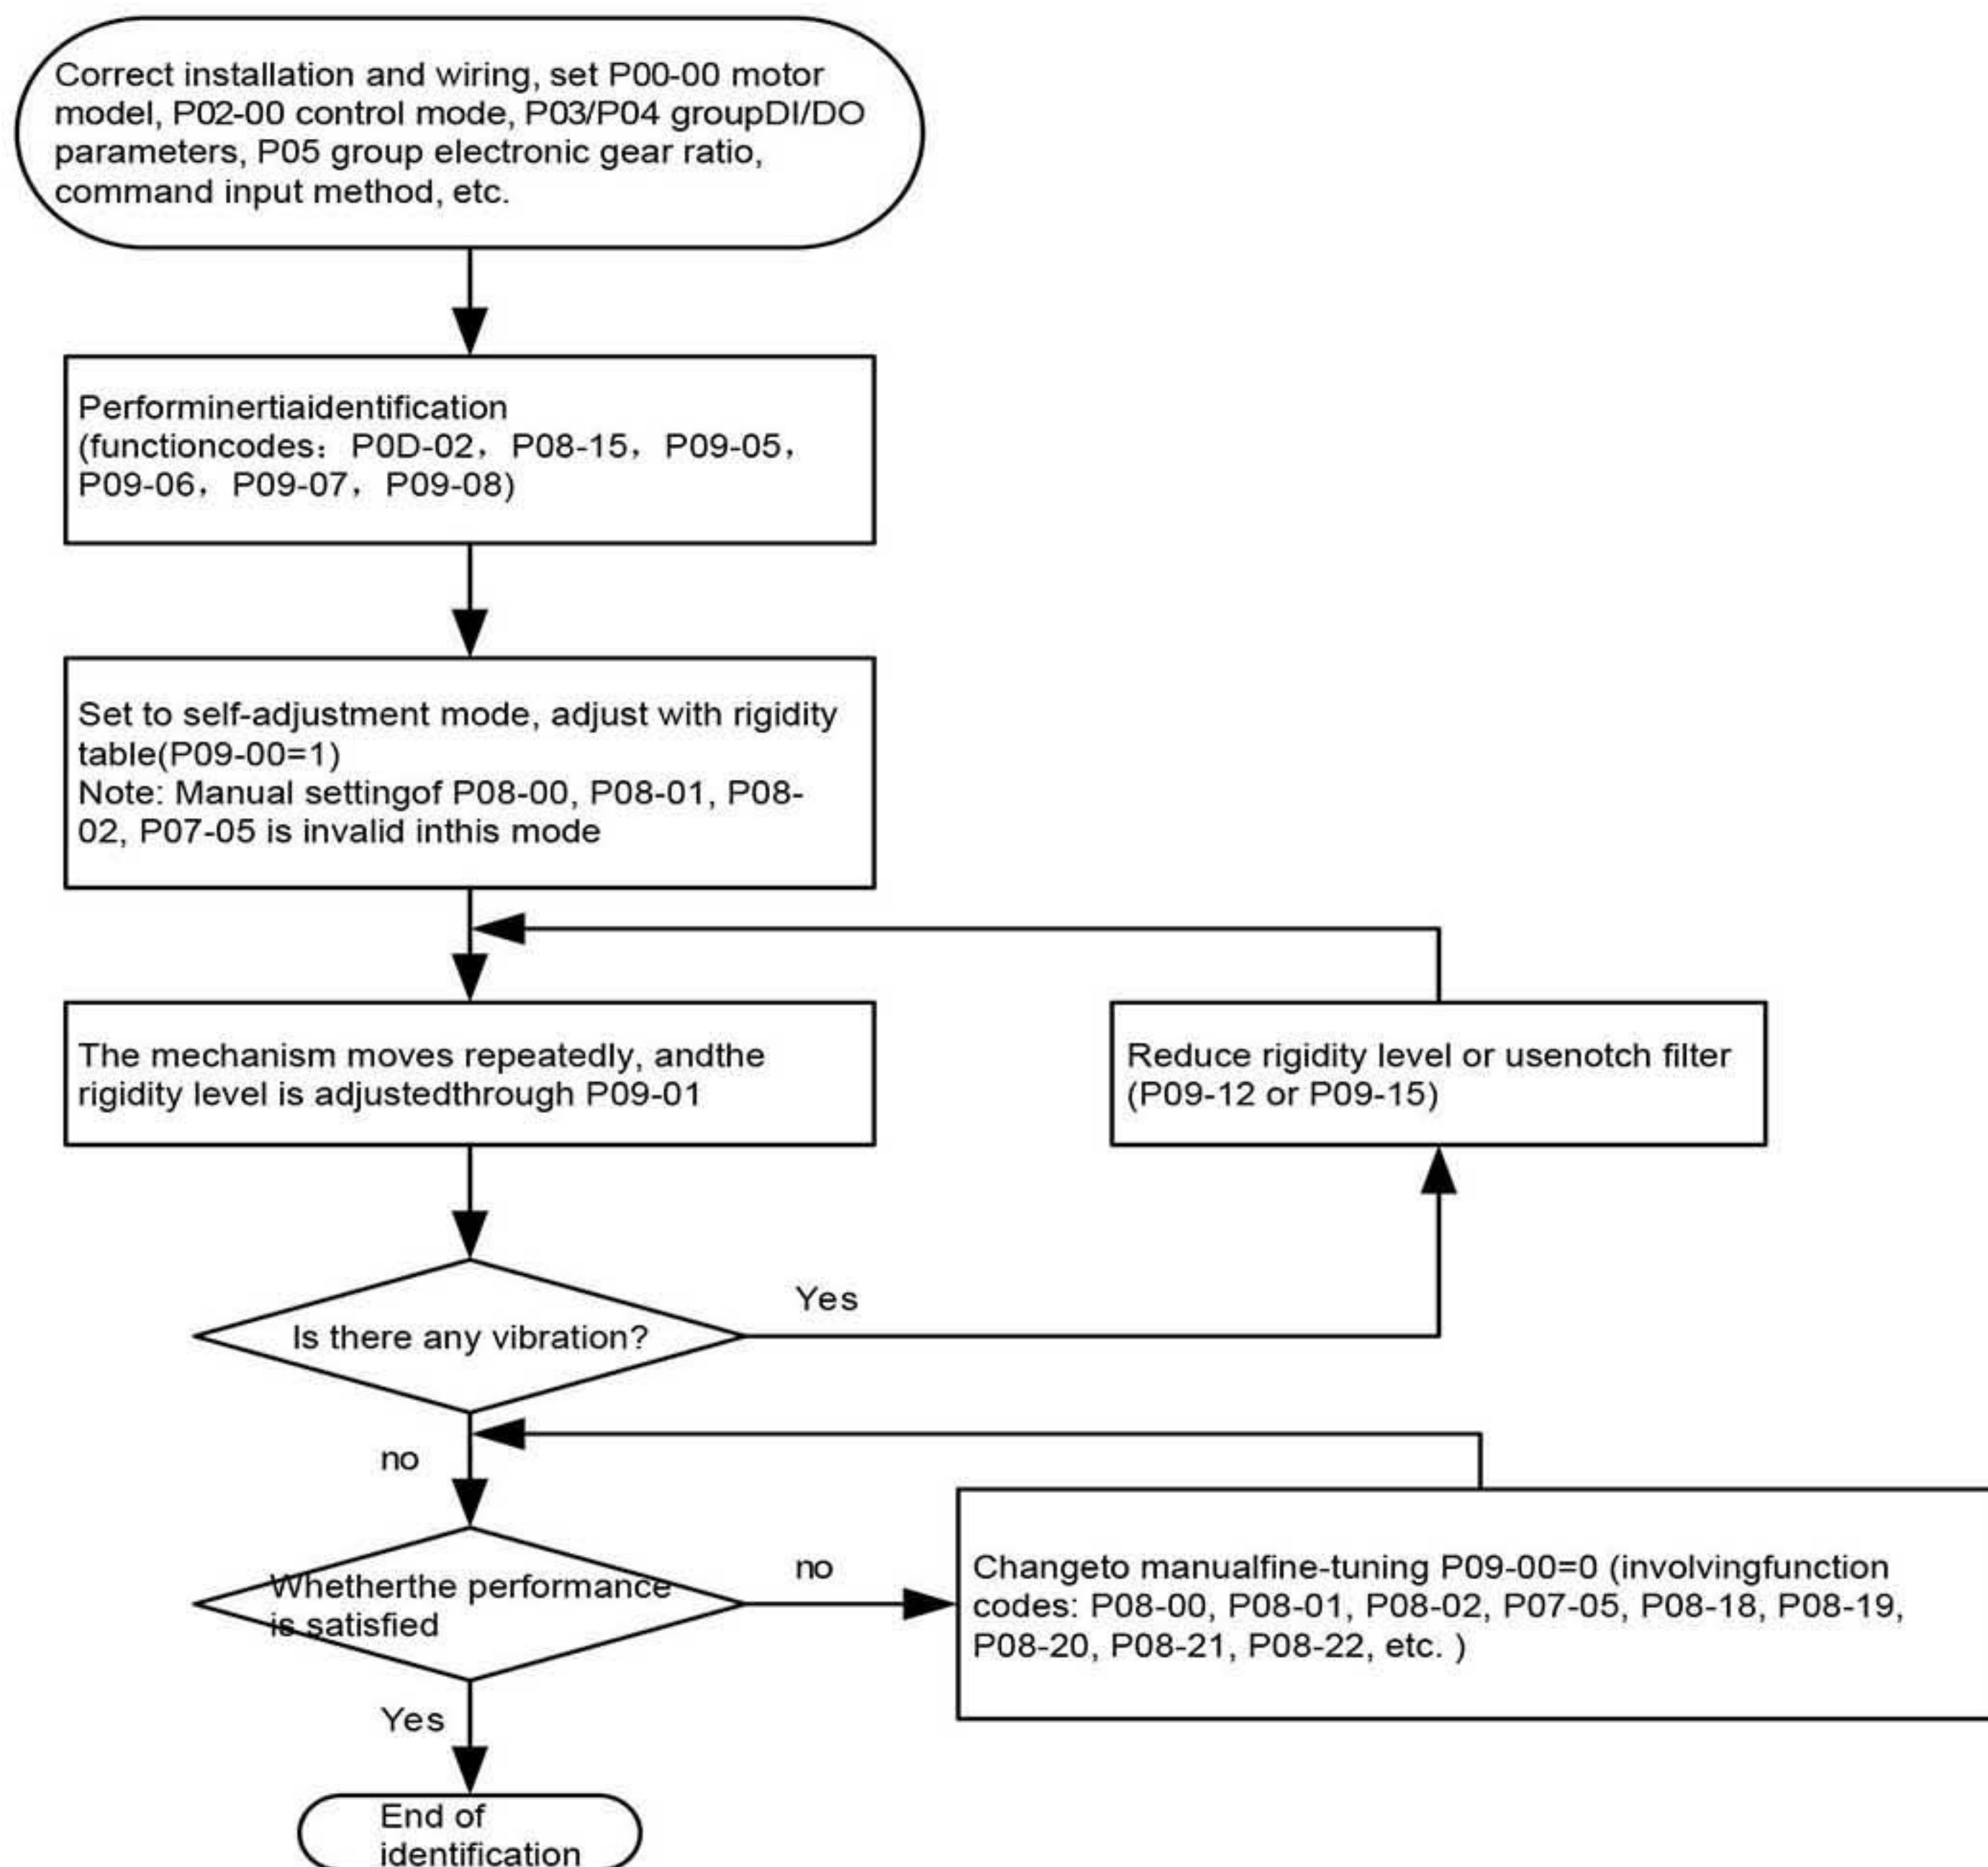 Correct installation and wiring, set P00-00 motor
model, P02-00 control mode, P03/P04 groupDI/DO
parameters, P05 group electronic gear ratio,
command input method, etc.
Performinertiaidentification
(functioncodes：P0D-02，P08-15，P09-05，
P09-06，P09-07，P09-08)
Set to self-adjustment mode, adjust with rigidity
table(P09-00=1)
Note: Manual settingof P08-00, P08-01, P08-
02, P07-05 is invalid inthis mode
The mechanism moves repeatedly, andthe
rigidity level is adjustedthrough P09-01
Reduce rigidity level or usenotch filter
(P09-12 or P09-15)
Is there any vibration?
Yes
no
Whetherthe performance
is satisfied
no
Changeto manualfine-tuning P09-00=0 (involvingfunction
codes: P08-00, P08-01, P08-02, P07-05, P08-18, P08-19,
P08-20, P08-21, P08-22, etc. )
Yes
End of
identification